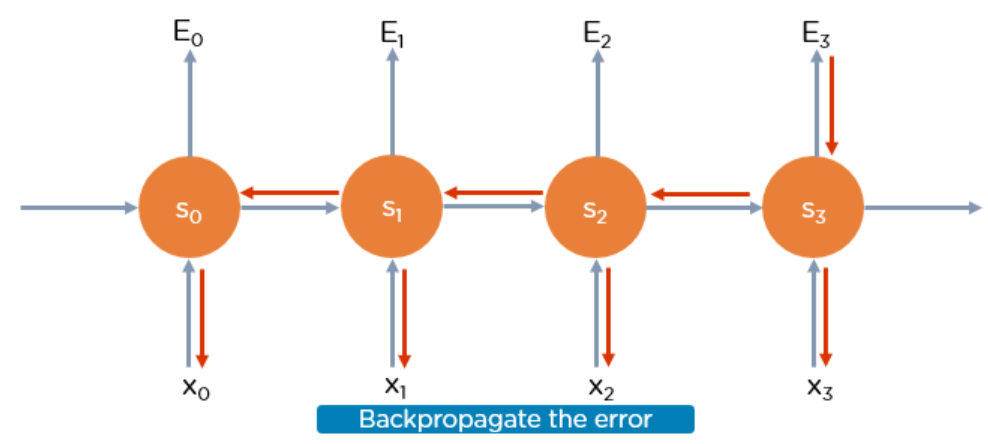 E₀ E₁ E₂ E₃
s₀ s₁ s₂ s₃
x₀ x₁ x₂ x₃
Backpropagate the error